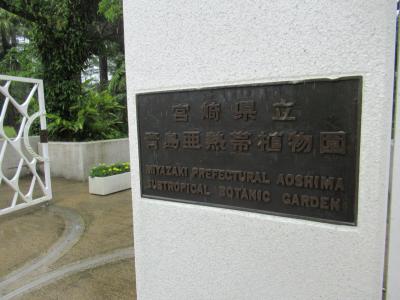 宮崎県立
青島亜熱帯植物園
MIYAZAKI PREFECTURAL AOSHIMA
SUBTROPICAL BOTANIC GARDEN